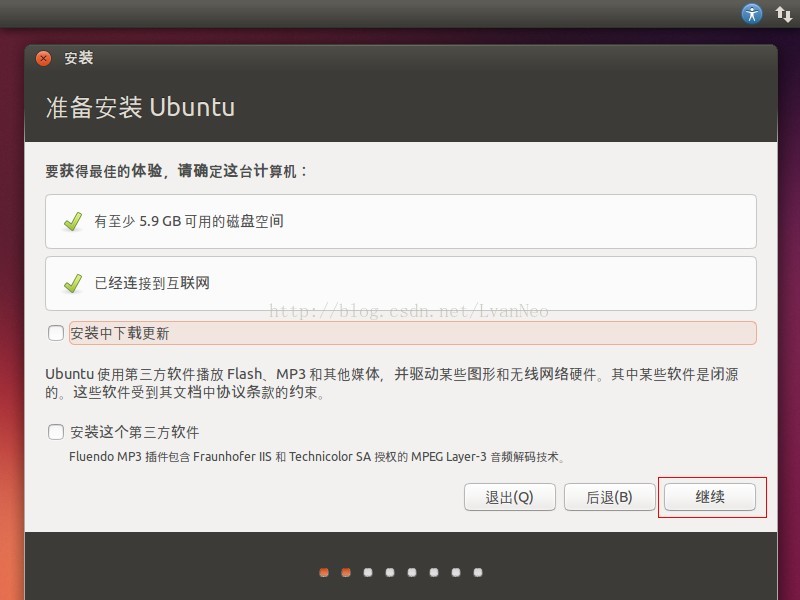 安装
准备安装 Ubuntu
要获得最佳的体验，请确定这台计算机：
有至少 5.9 GB 可用的磁盘空间
已经连接到互联网
http://blog.csdn.net/LvanNeo
安装中下载更新
Ubuntu 使用第三方软件播放 Flash、MP3 和其他媒体，并驱动某些图形和无线网络硬件。其中某些软件是闭源
的。这些软件受到其文档中协议条款的约束。
安装这个第三方软件
Fluendo MP3 插件包含 Fraunhofer IIS 和 Technicolor SA 授权的 MPEG Layer-3 音频解码技术。
退出(Q) 后退(B) 继续